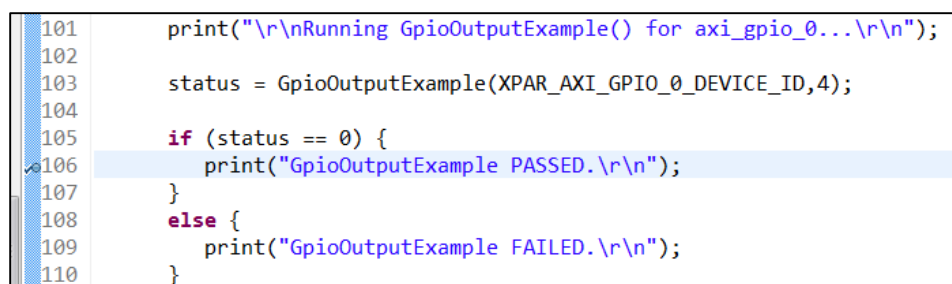 101 print("\r\nRunning GpioOutputExample() for axi_gpio_0...\r\n");
102
103 status = GpioOutputExample(XPAR_AXI_GPIO_0_DEVICE_ID,4);
104
105 if (status == 0) {
106 print("GpioOutputExample PASSED.\r\n");
107 }
108 else {
109 print("GpioOutputExample FAILED.\r\n");
110 }